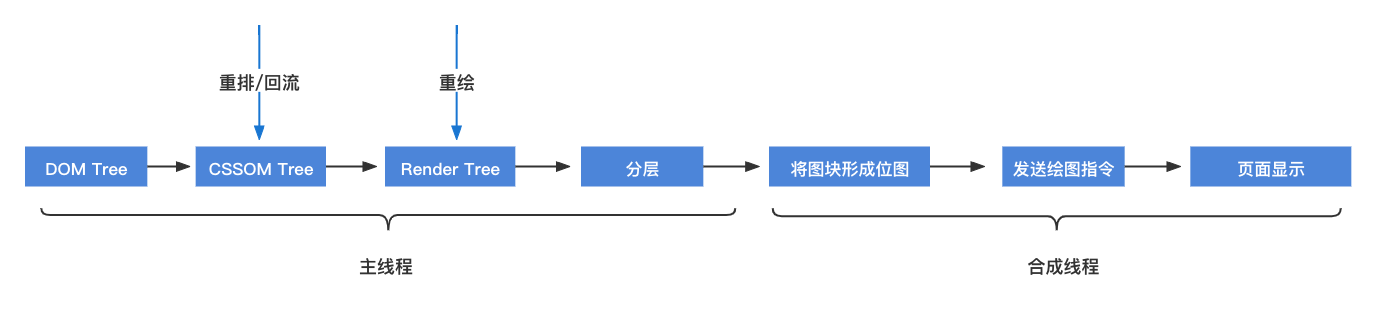 重排/回流
重绘
DOM Tree
CSSOM Tree
Render Tree
分层
将图块形成位图
发送绘图指令
页面显示
主线程
合成线程